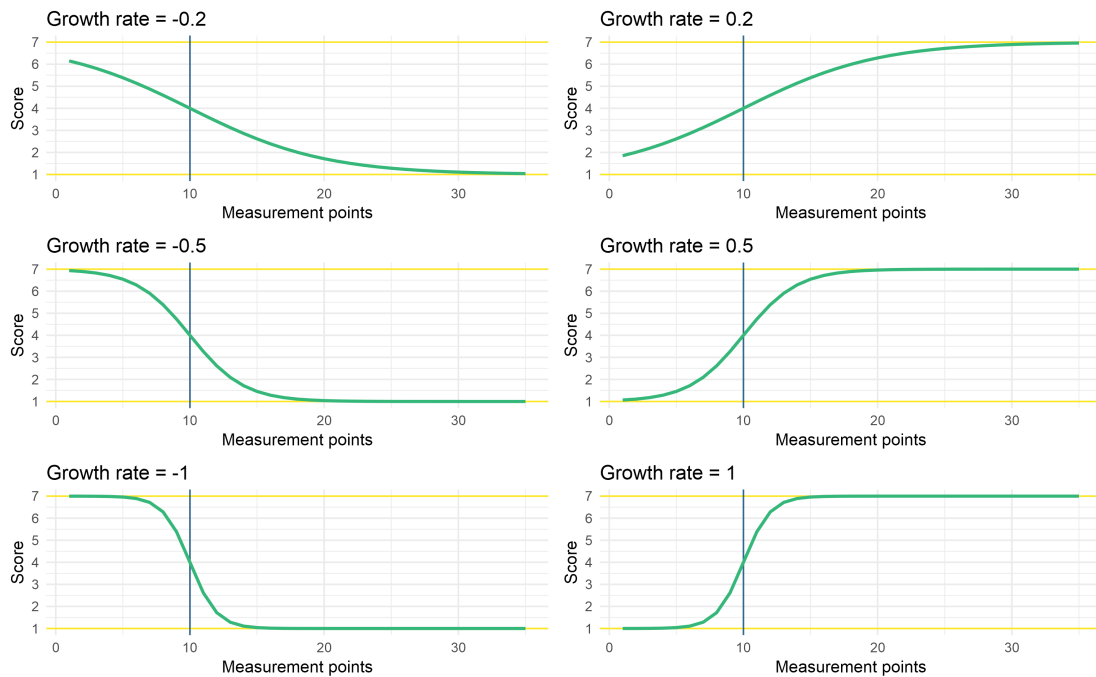 Growth rate = -0.2
Score
7
6
5
4
3
2
1
0 10 20 30
Measurement points
Growth rate = 0.2
Score
7
6
5
4
3
2
1
0 10 20 30
Measurement points
Growth rate = -0.5
Score
7
6
5
4
3
2
1
0 10 20 30
Measurement points
Growth rate = 0.5
Score
7
6
5
4
3
2
1
0 10 20 30
Measurement points
Growth rate = -1
Score
7
6
5
4
3
2
1
0 10 20 30
Measurement points
Growth rate = 1
Score
7
6
5
4
3
2
1
0 10 20 30
Measurement points